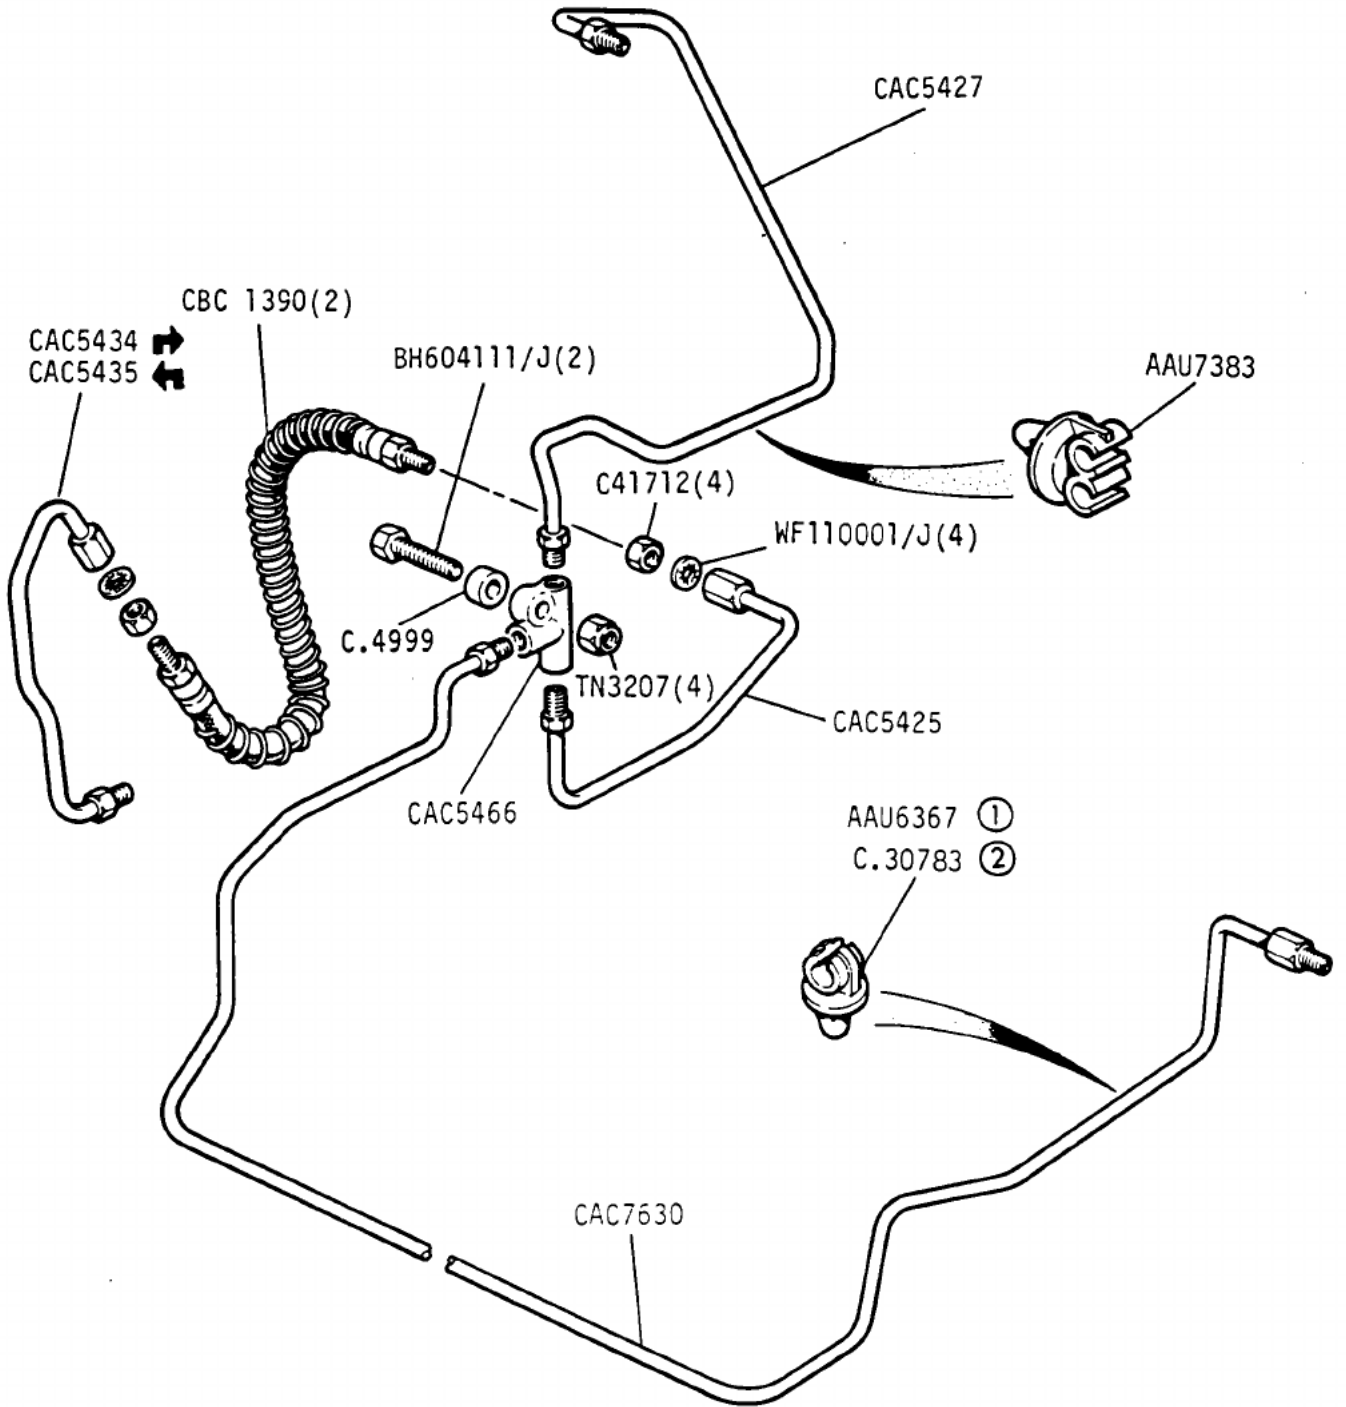 CAC5427
CBC 1390(2)
CAC5434
CAC5435
BH604111/J(2)
AAU7383
C41712(4)
WF110001/J(4)
C.4999
TN3207(4)
CAC5425
CAC5466
AAU6367 ①
C.30783 ②
CAC7630